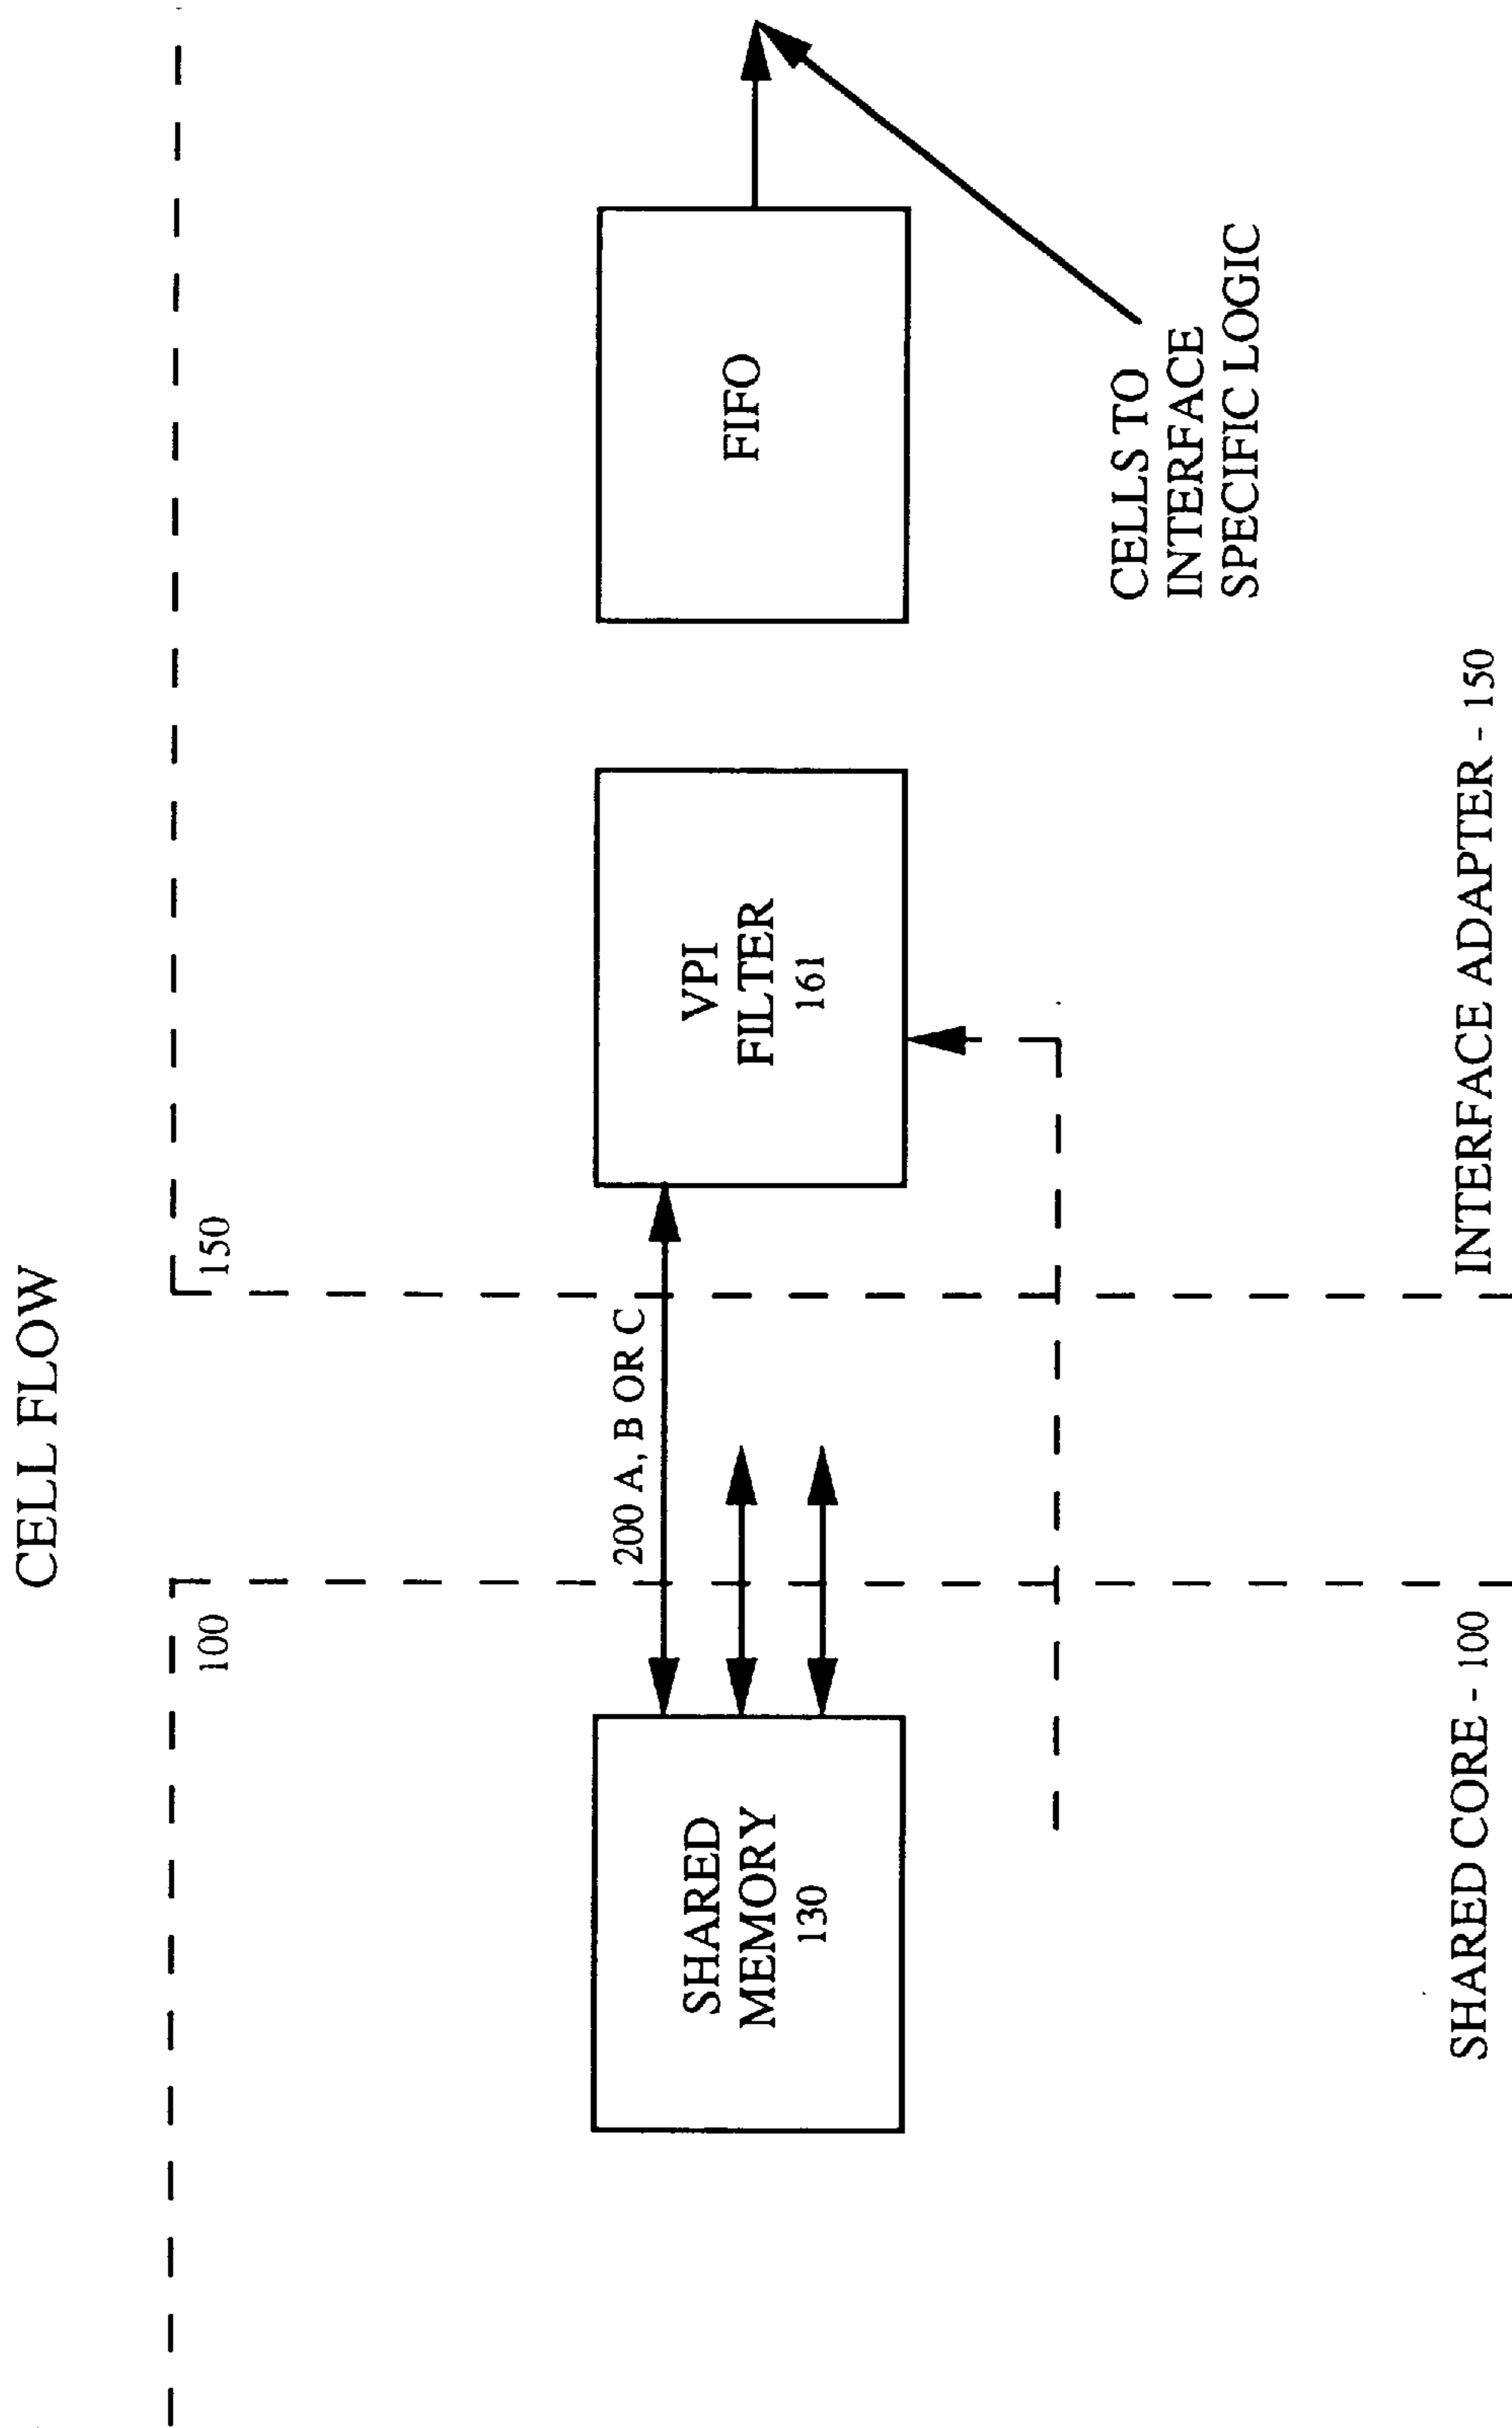 CELL FLOW
100
150
200 A, B OR C
SHARED
MEMORY
130
VPI
FILTER
161
FIFO
CELLS TO
INTERFACE
SPECIFIC LOGIC
SHARED CORE - 100
INTERFACE ADAPTER - 150